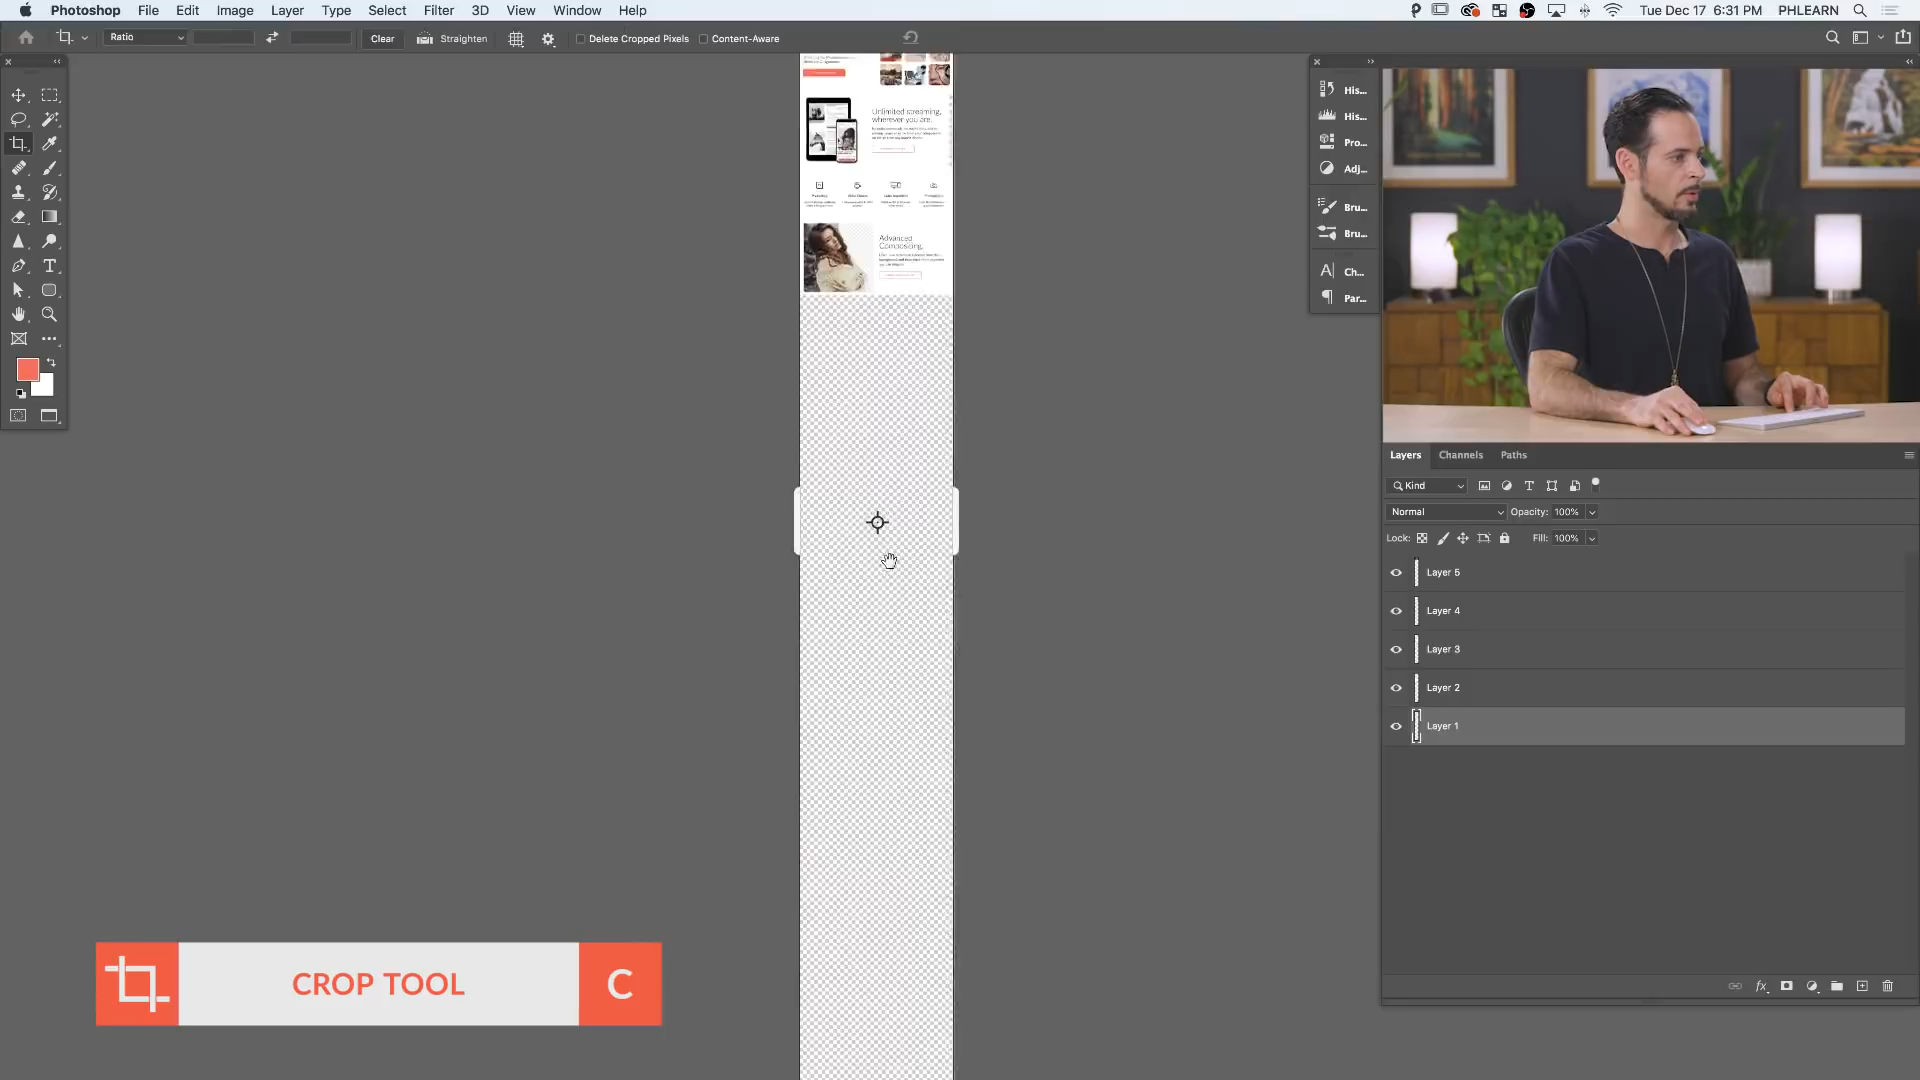 Photoshop File Edit Image Layer Type Select Filter 3D View Window Help
Tue Dec 17 6:31 PM PHLEARN
Ratio Clear Straighten Delete Cropped Pixels Content-Aware
Unlimited streaming,
wherever you are.
Advanced
Compositing.
His...
His...
Pro...
Adj...
Bru...
Bru...
Ch...
Par...
Layers Channels Paths
Kind
Normal Opacity: 100%
Lock: Fill: 100%
Layer 5
Layer 4
Layer 3
Layer 2
Layer 1
CROP TOOL C